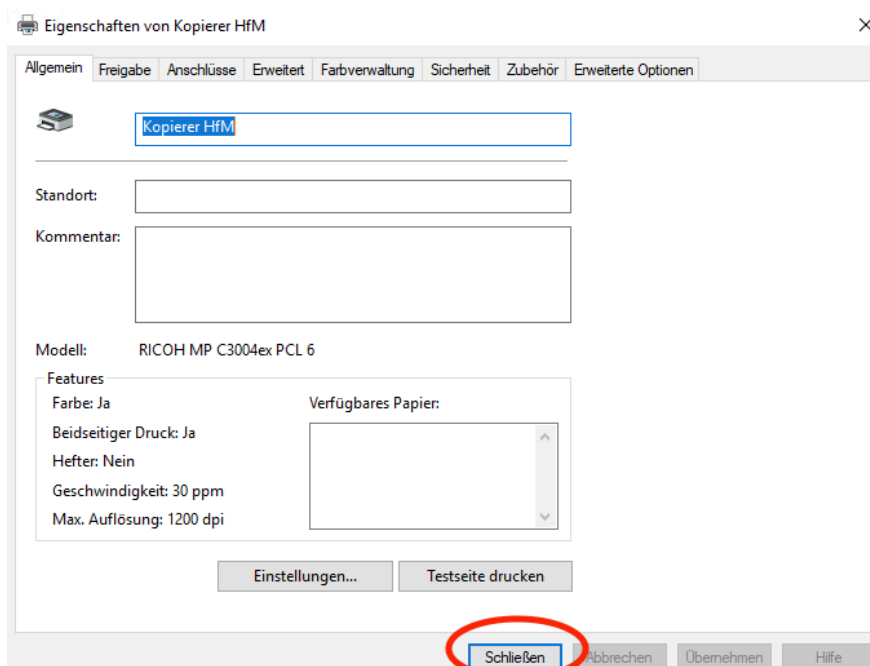 Eigenschaften von Kopierer HfM
Allgemein Freigabe Anschlüsse Erweitert Farbverwaltung Sicherheit Zubehör Erweiterte Optionen
Kopierer HfM
Standort:
Kommentar:
Modell: RICOH MP C3004ex PCL 6
Features
Farbe: Ja Verfügbares Papier:
Beidseitiger Druck: Ja
Hefter: Nein
Geschwindigkeit: 30 ppm
Max. Auflösung: 1200 dpi
Einstellungen... Testseite drucken
Schließen Abbrechen Übernehmen Hilfe